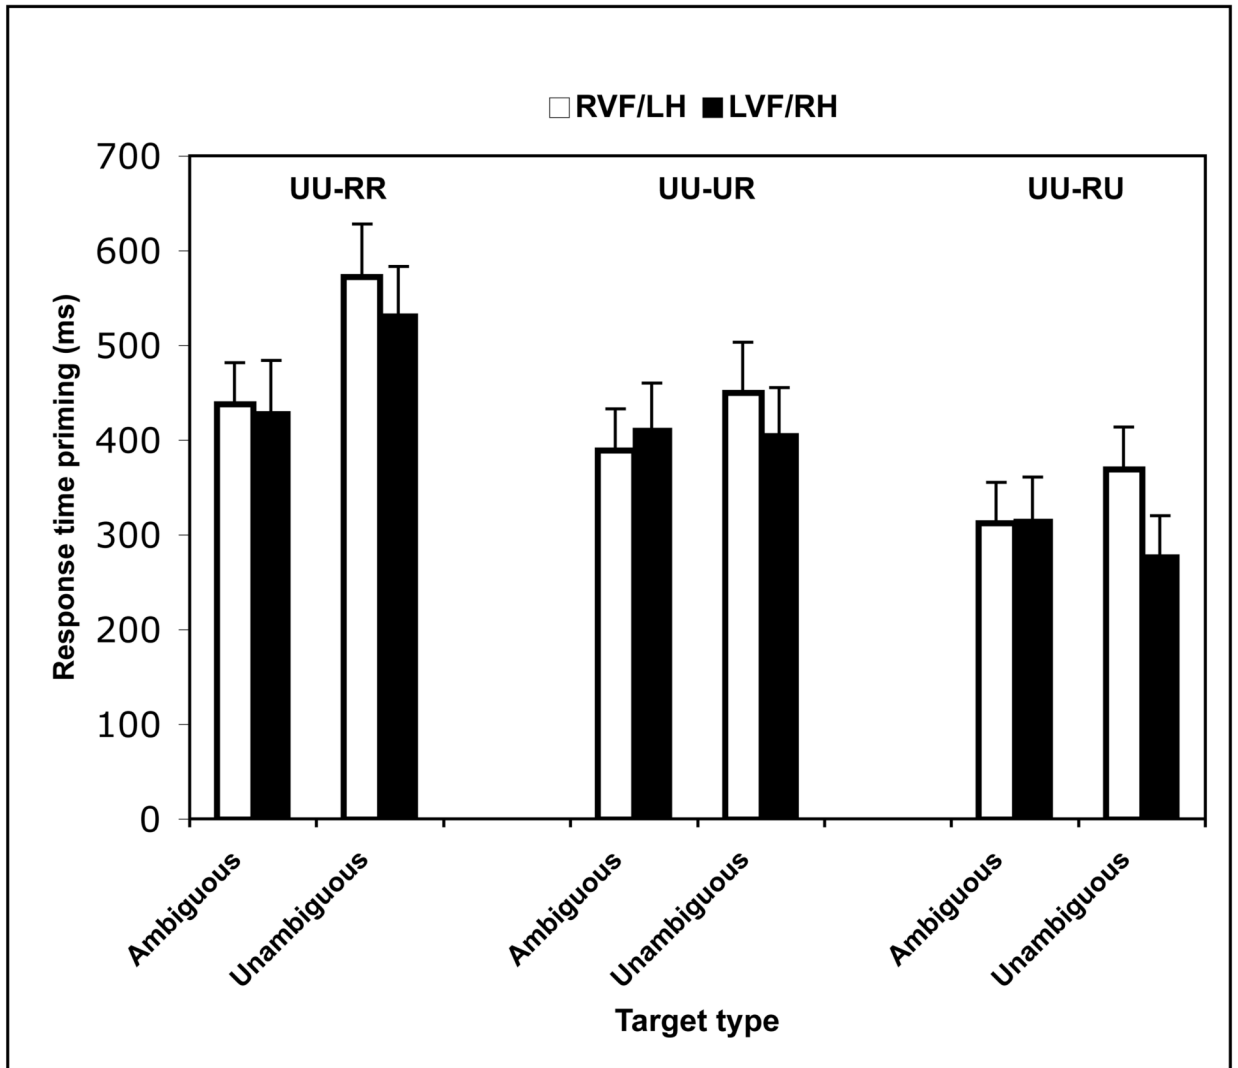 RVF/LH LVF/RH
UU-RR UU-UR UU-RU
700
600
500
400
300
200
100
0
Response time priming (ms)
Ambiguous Unambiguous Ambiguous Unambiguous Ambiguous Unambiguous
Target type